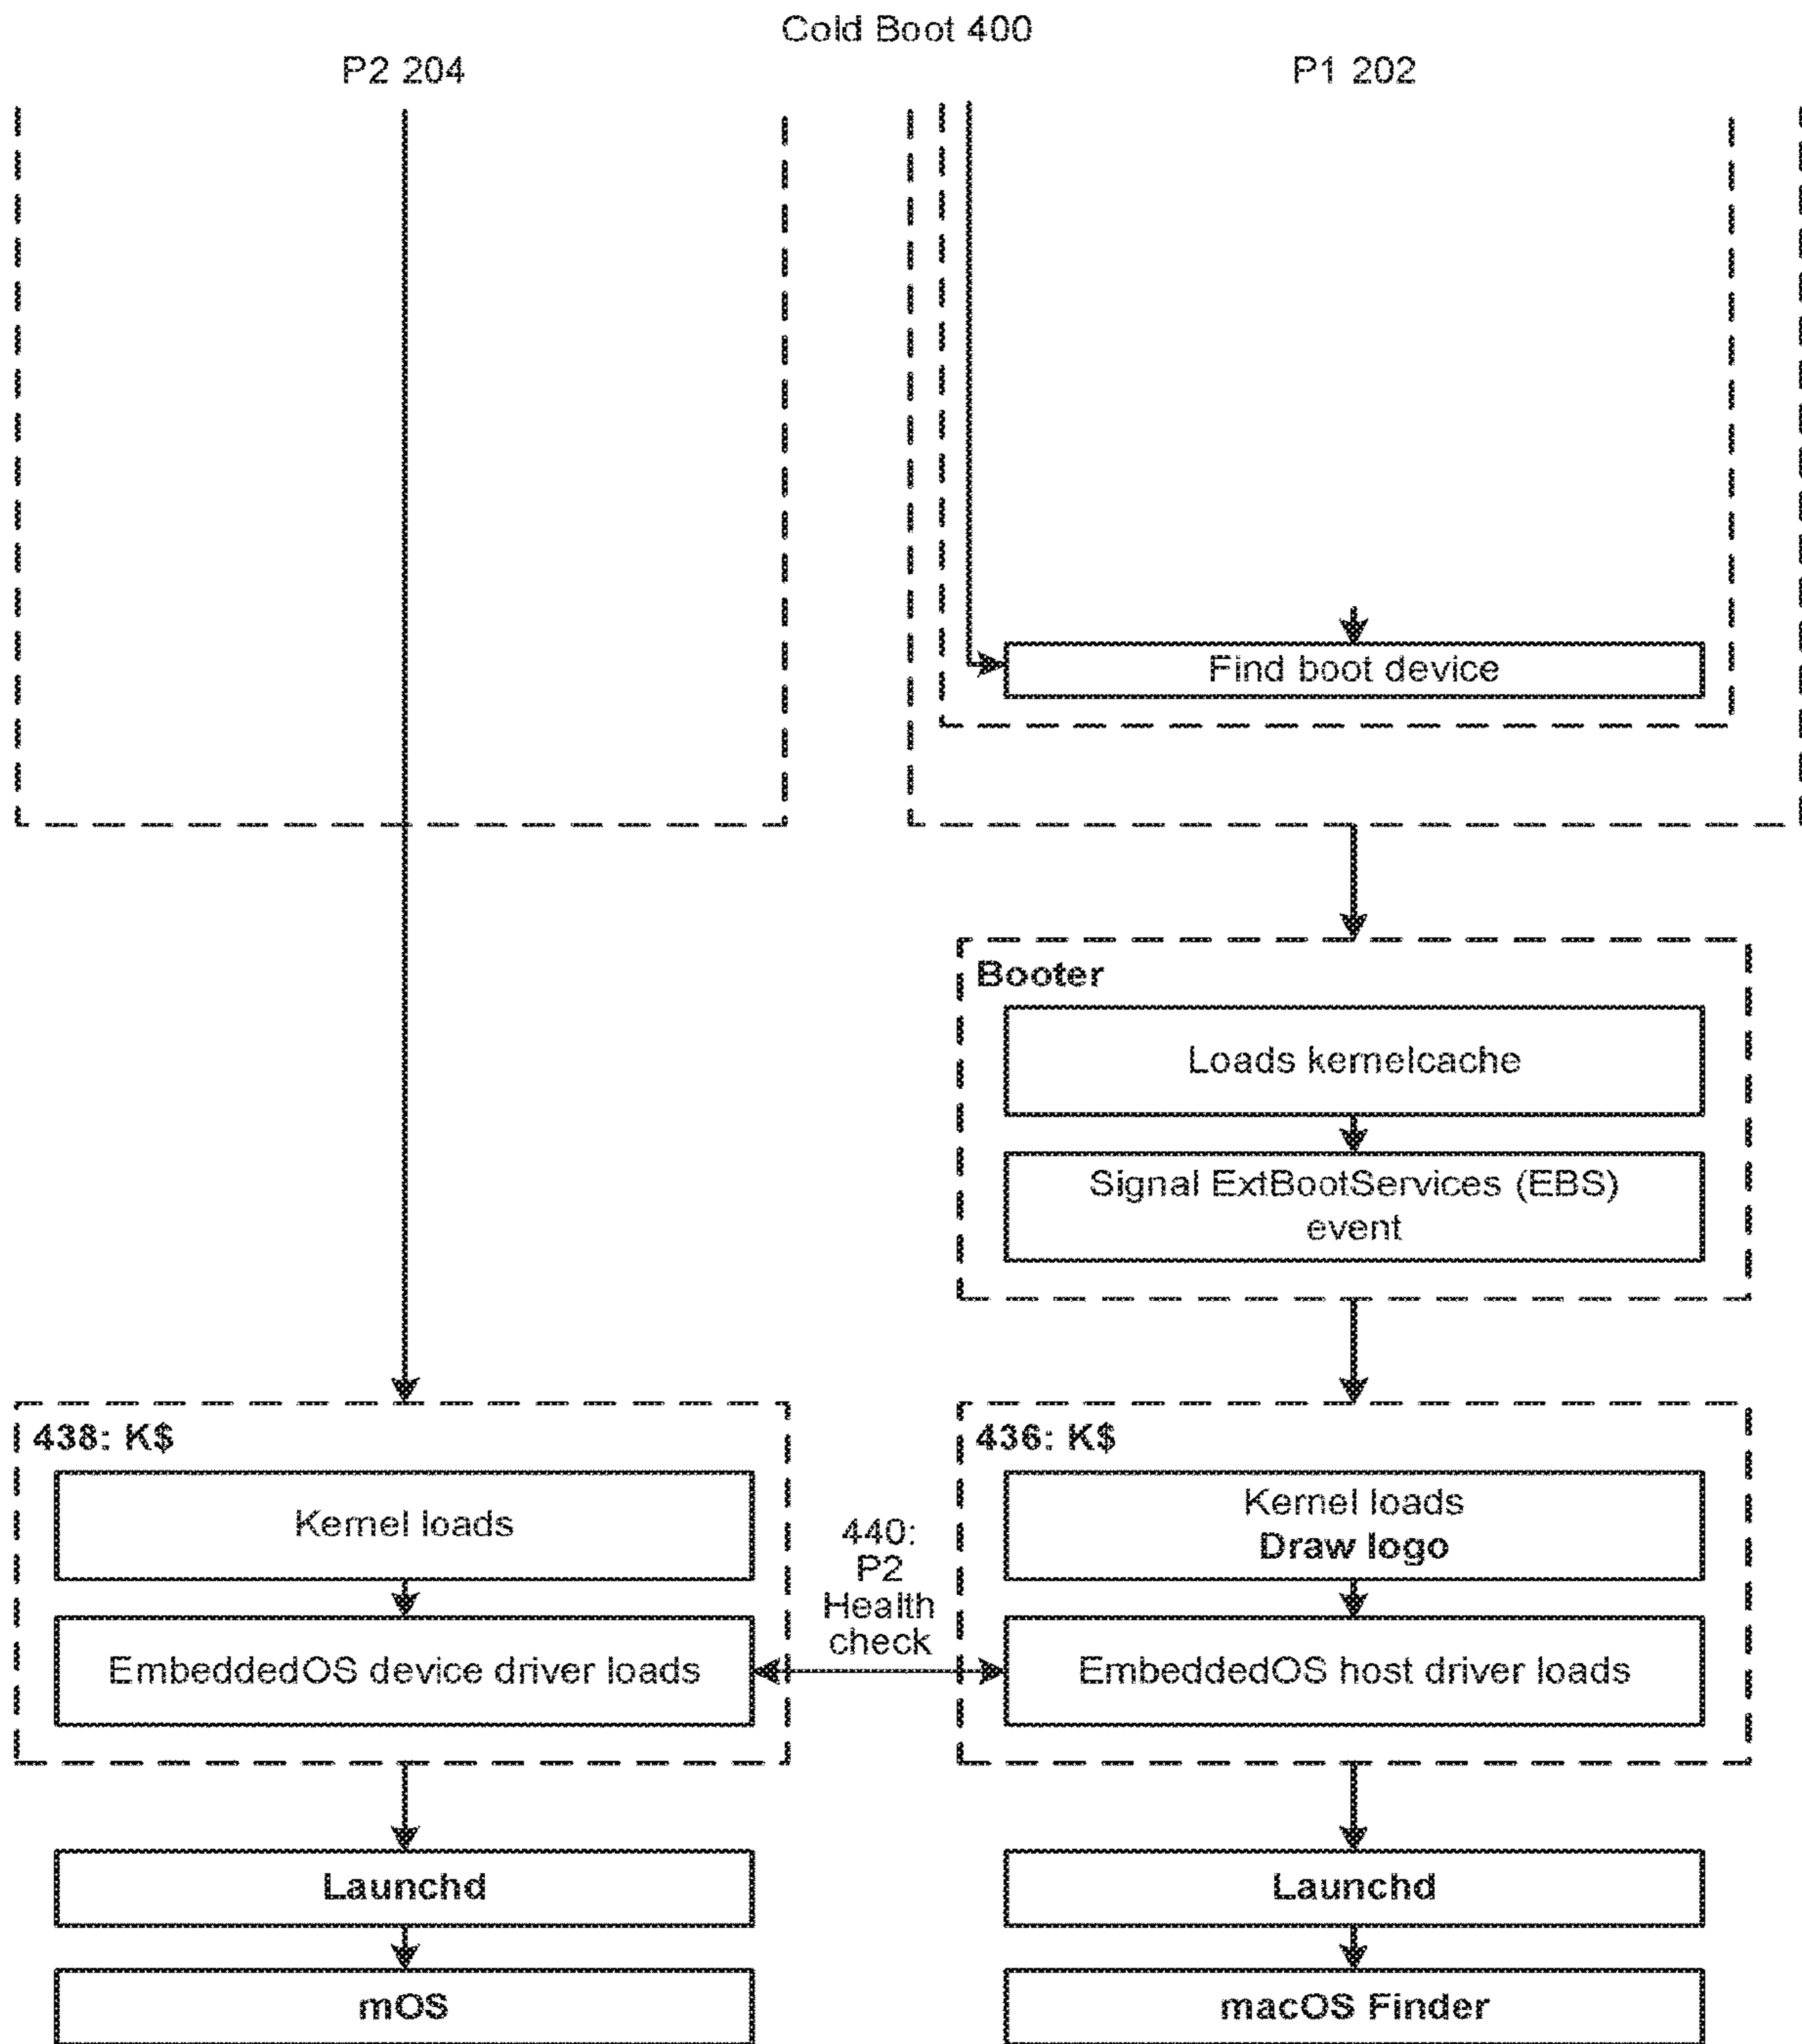 Cold Boot 400
P2 204
P1 202
Find boot device
Booter
Loads kernelcache
Signal ExtBootServices (EBS)
event
438: K$
Kernel loads
EmbeddedOS device driver loads
440:
P2
Health
check
436: K$
Kernel loads
Draw logo
EmbeddedOS host driver loads
Launchd
mOS
Launchd
macOS Finder